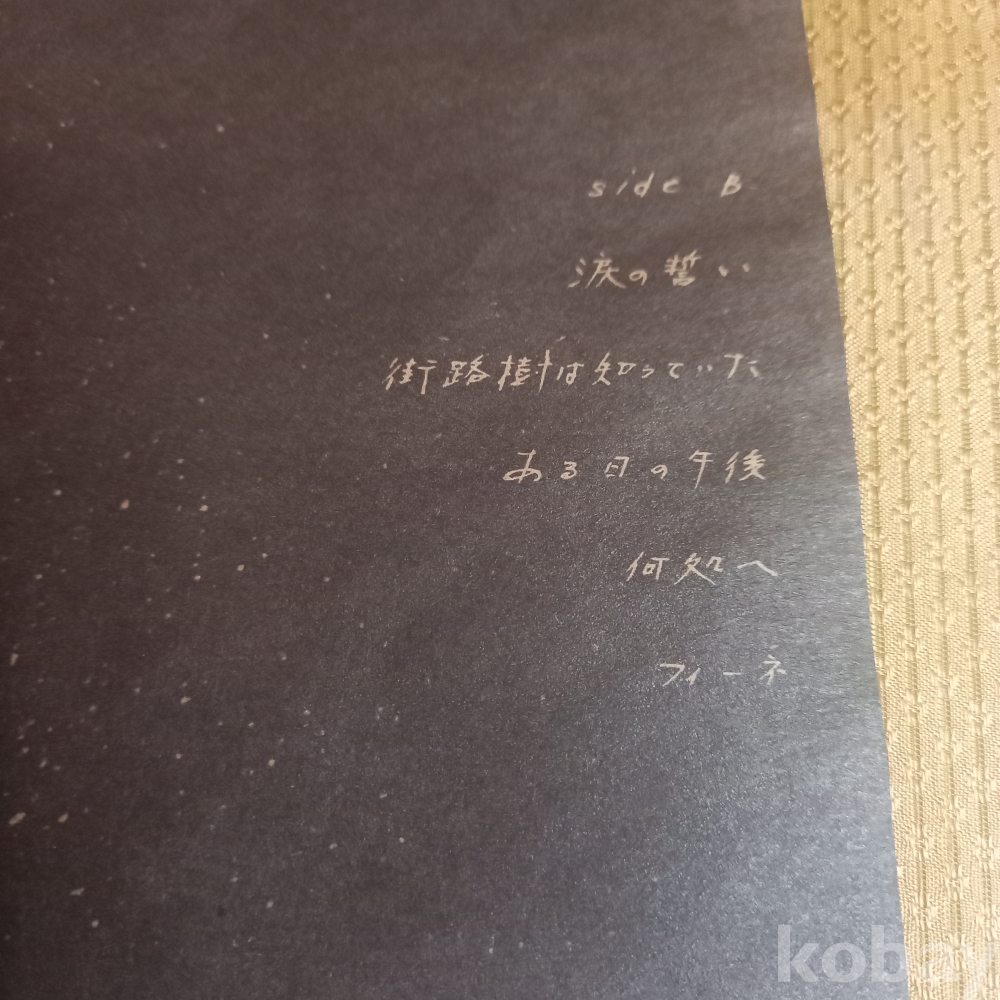 side B
涙の誓い
街路樹は知っていた
ある日の午後
何処へ
フィーネ